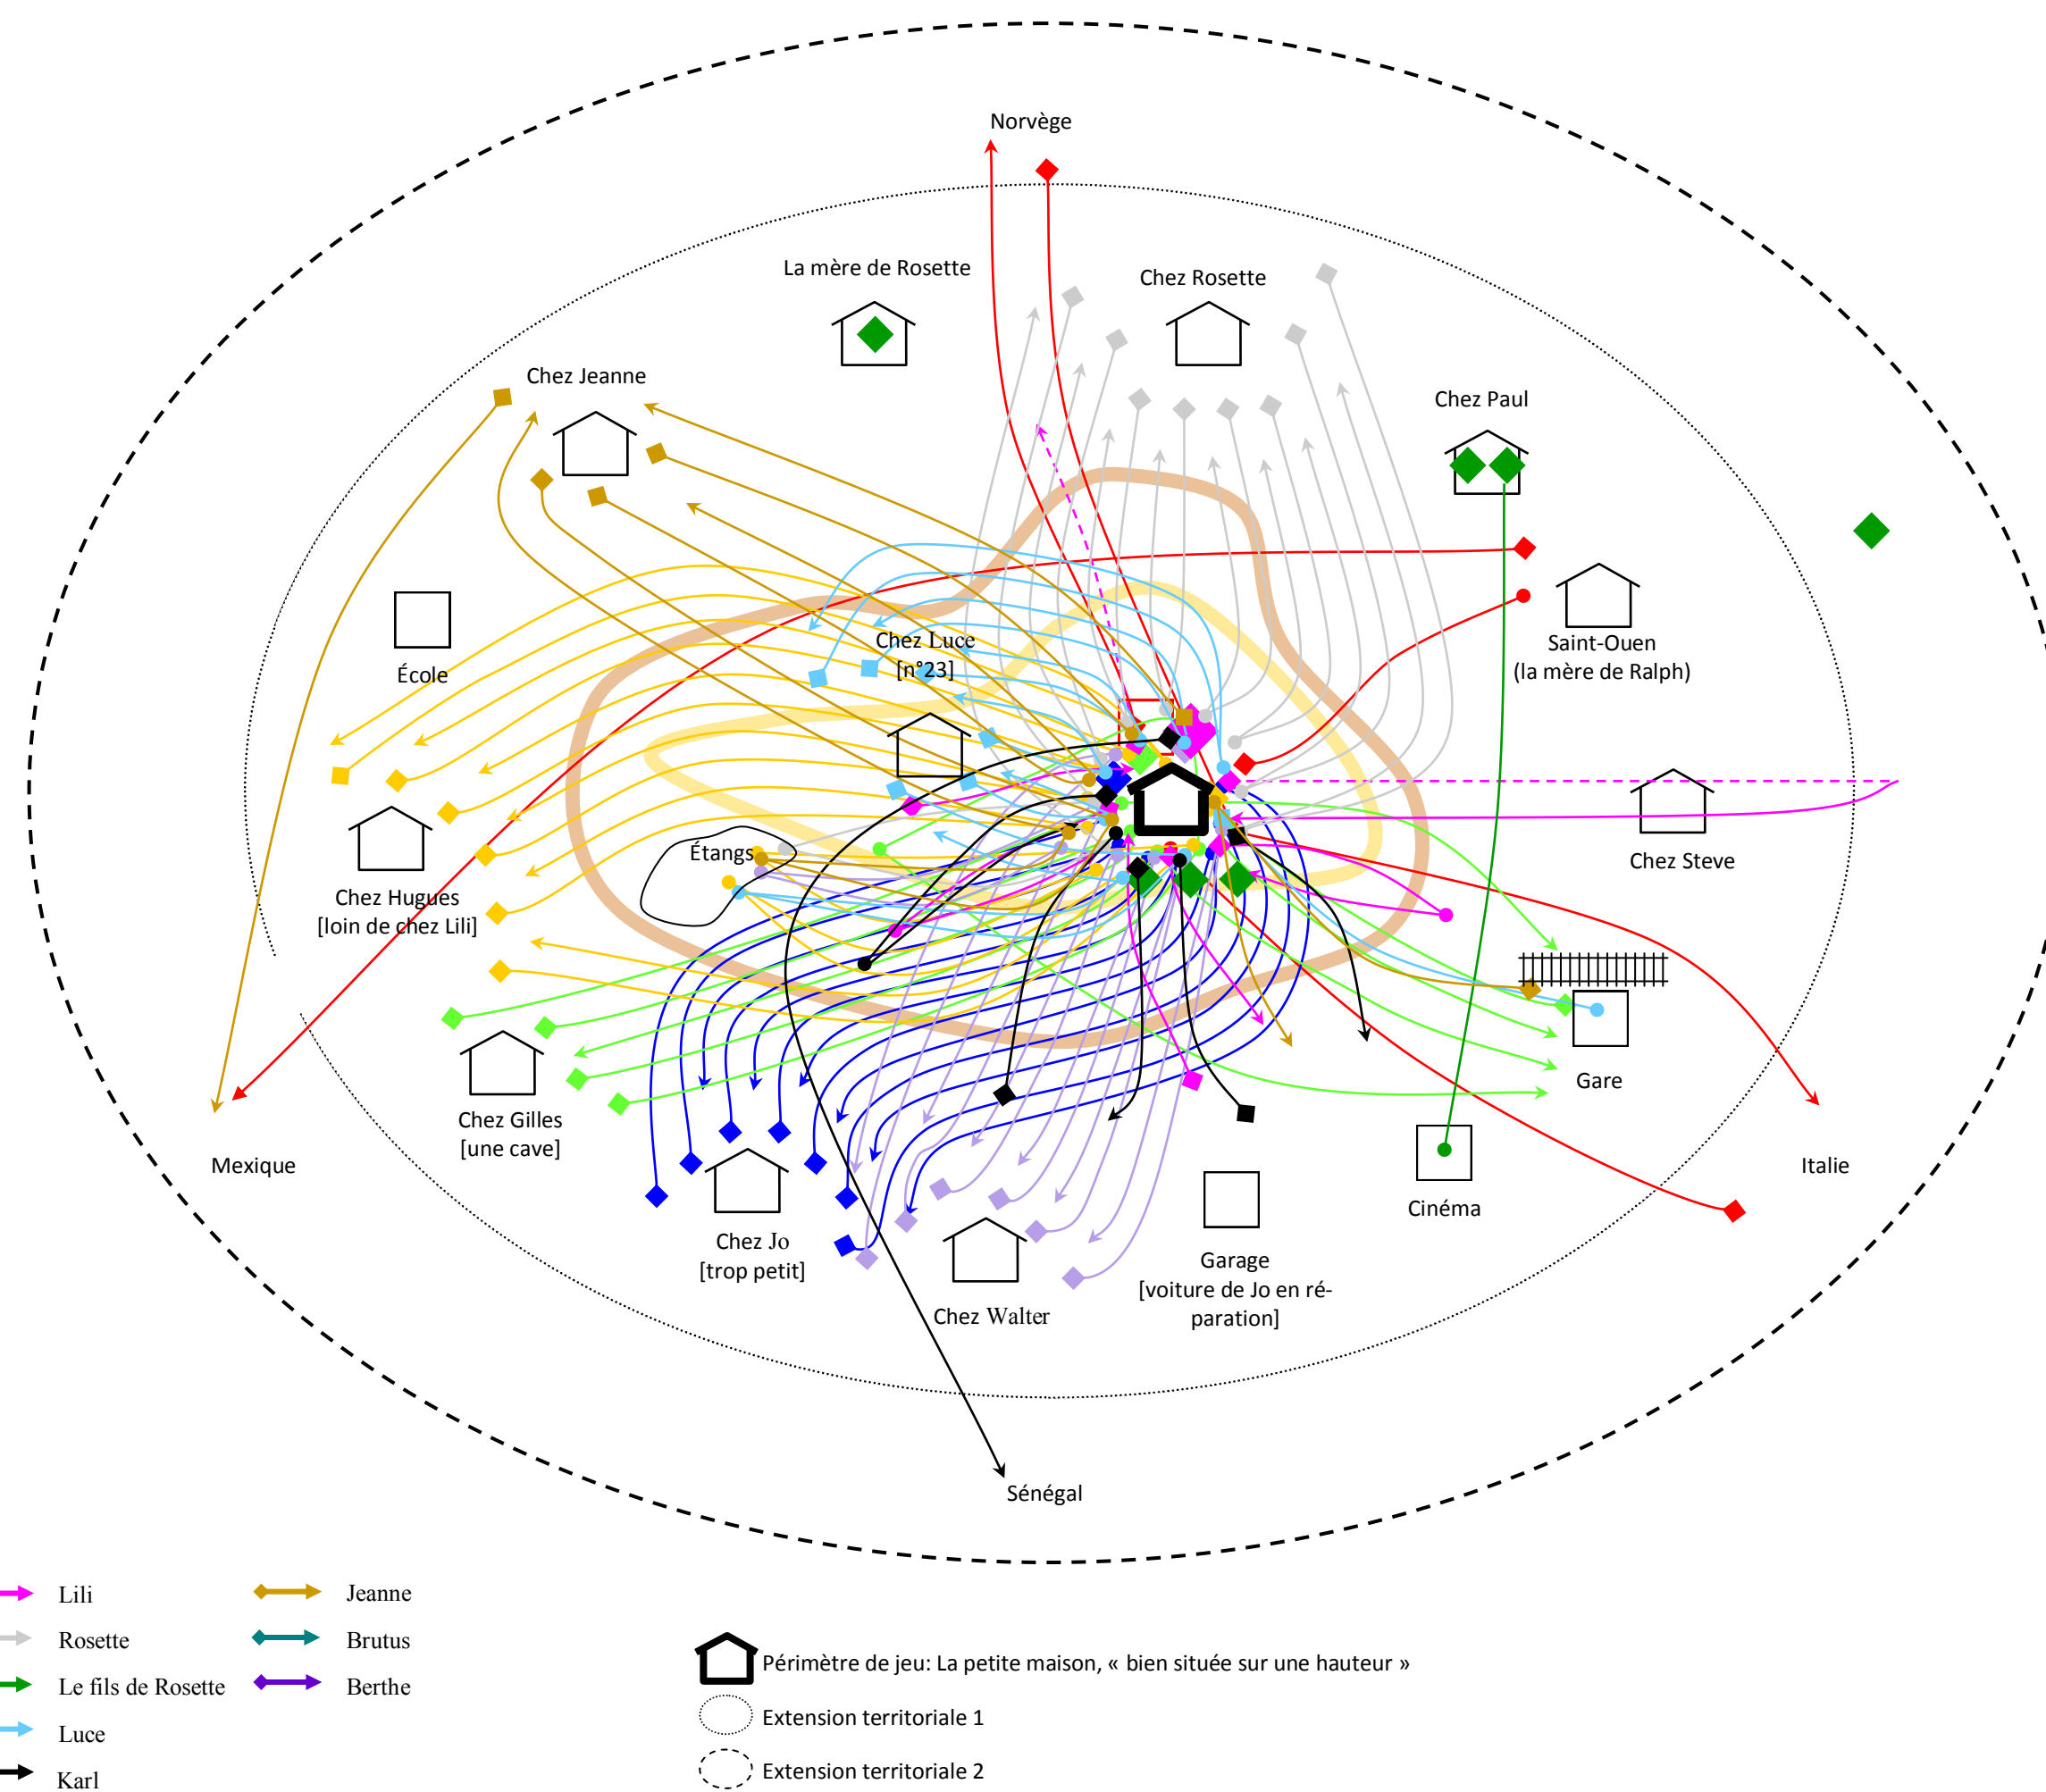 Norvège
La mère de Rosette
Chez Rosette
Chez Jeanne
Chez Paul
École
Chez Luce
[n°23]
Saint-Ouen
(la mère de Ralph)
Étangs
Chez Steve
Chez Hugues
[loin de chez Lili]
Gare
Chez Gilles
[une cave]
Mexique
Italie
Cinéma
Chez Jo
[trop petit]
Garage
[voiture de Jo en ré-
paration]
Chez Walter
Sénégal
Lili
Rosette
Le fils de Rosette
Luce
Karl
Jeanne
Brutus
Berthe
Périmètre de jeu: La petite maison, « bien située sur une hauteur »
Extension territoriale 1
Extension territoriale 2